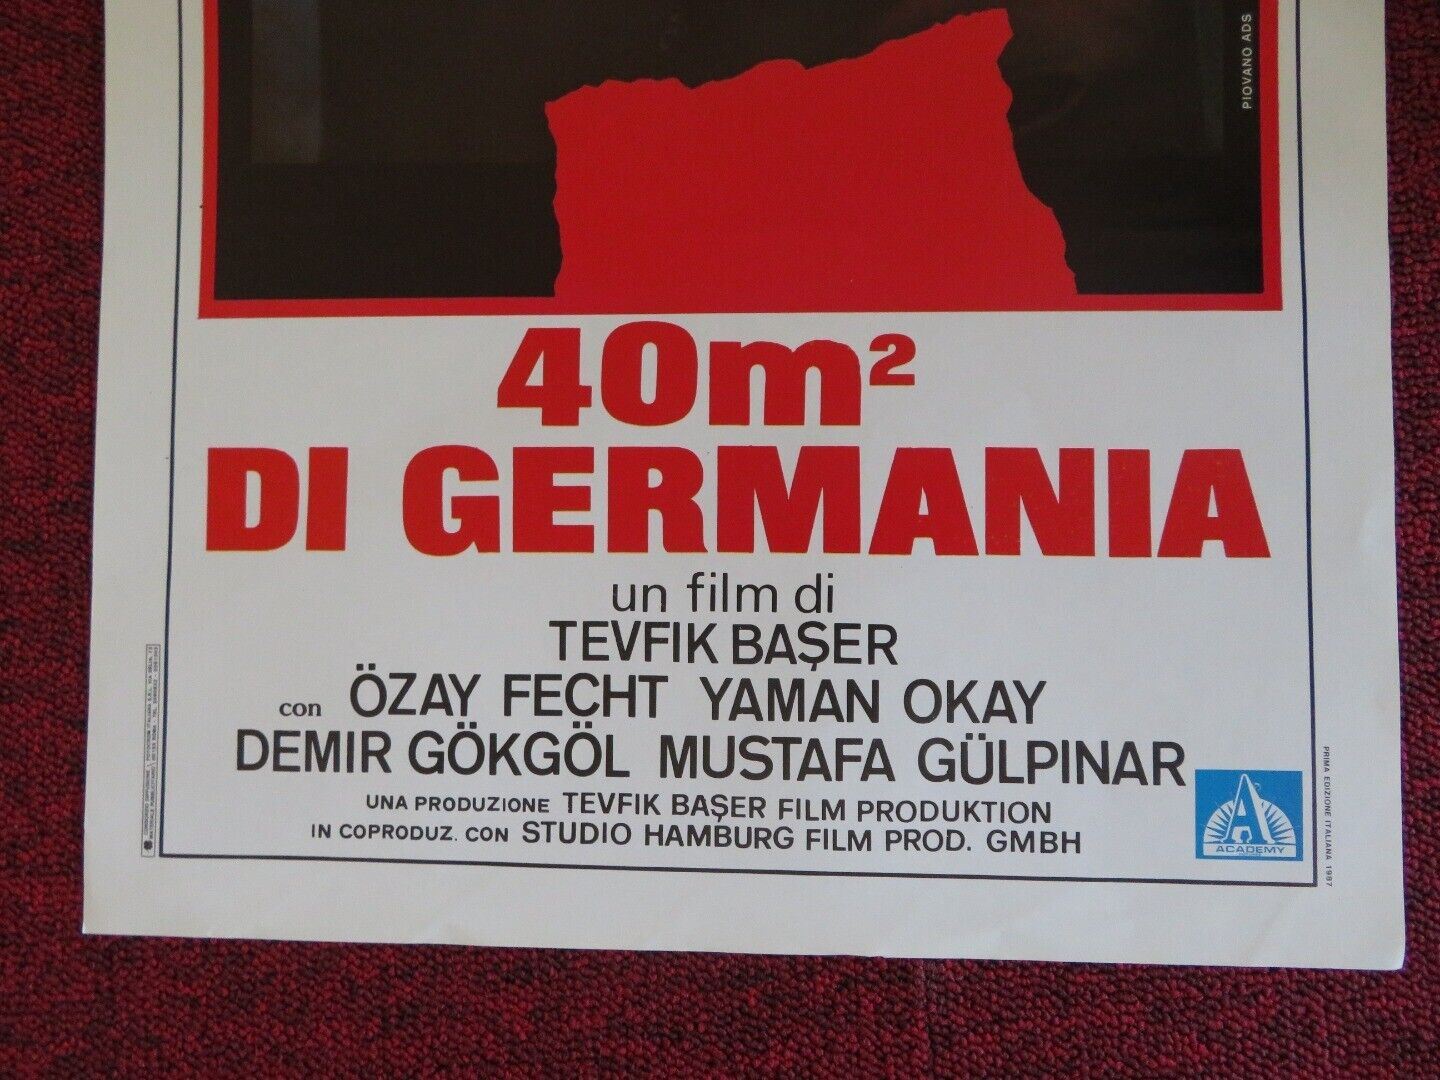 PIOVANO ADS
40m²
DI GERMANIA
un film di
TEVFIK BAŞER
con ÖZAY FECHT YAMAN OKAY
DEMIR GÖKGÖL MUSTAFA GÜLPINAR
UNA PRODUZIONE TEVFIK BAŞER FILM PRODUKTION
IN COPRODUZ. CON STUDIO HAMBURG FILM PROD. GMBH
A
ACADEMY
PRIMA EDIZIONE ITALIANA 1987